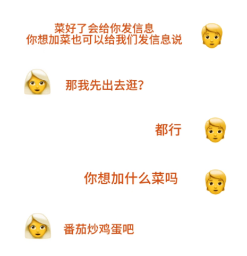 菜好了会给你发信息
你想加菜也可以给我们发信息说
那我先出去逛？
都行
你想加什么菜吗
番茄炒鸡蛋吧